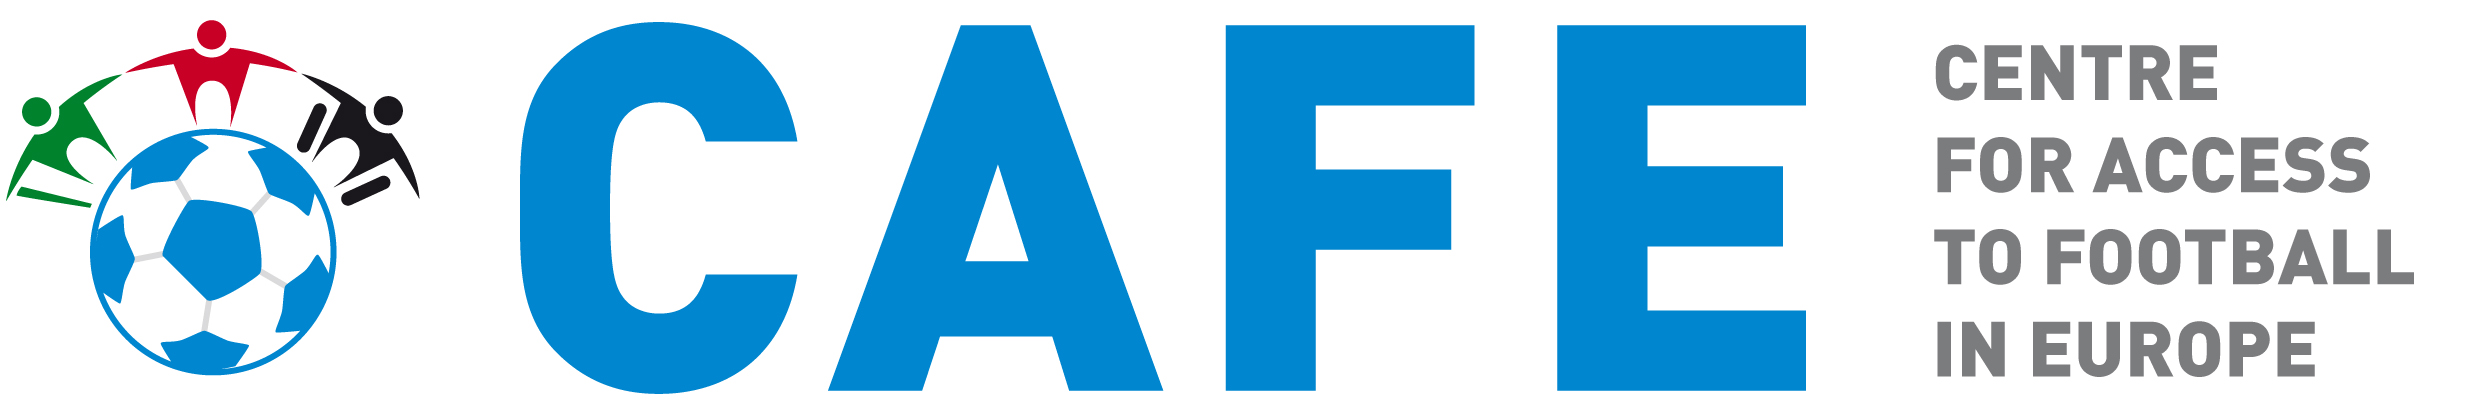 CAFE
CENTRE
FOR ACCESS
TO FOOTBALL
IN EUROPE